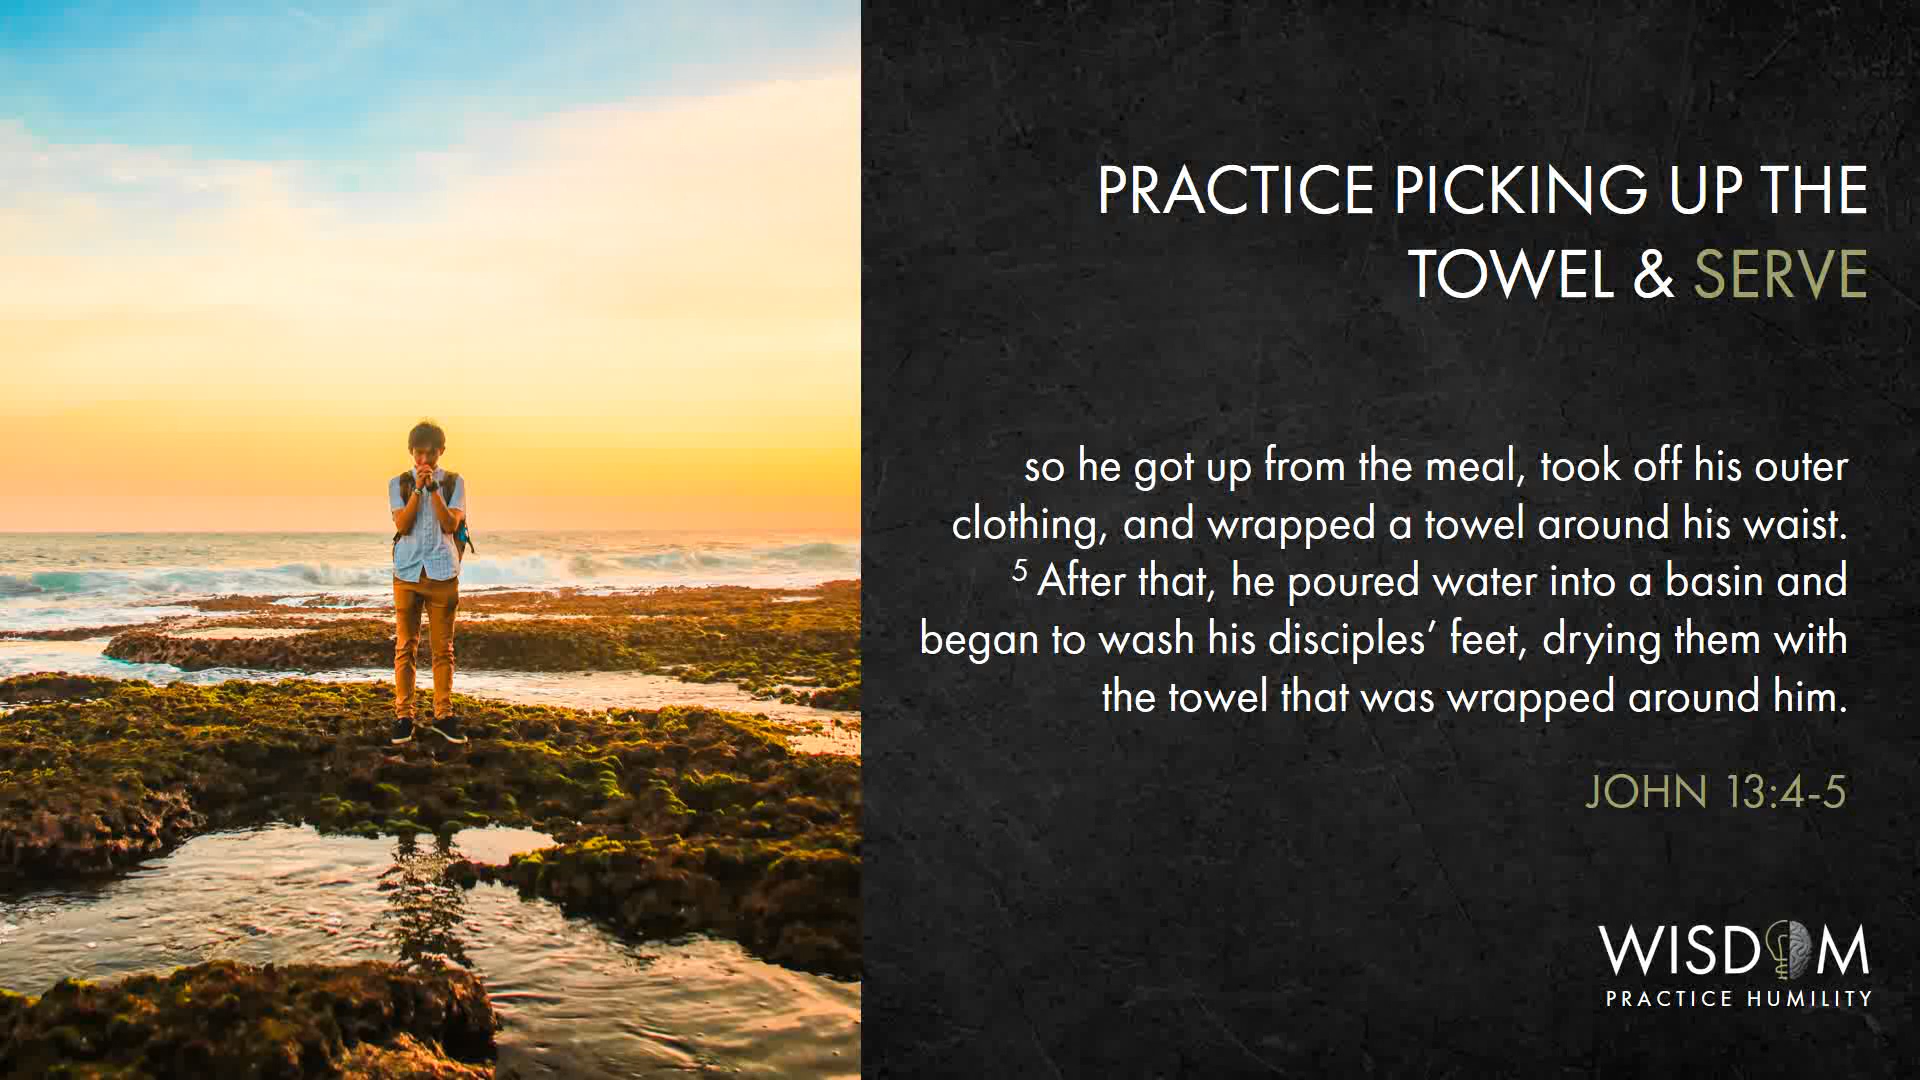 PRACTICE PICKING UP THE
TOWEL & SERVE
so he got up from the meal, took off his outer
clothing, and wrapped a towel around his waist.
5 After that, he poured water into a basin and
began to wash his disciples’ feet, drying them with
the towel that was wrapped around him.
JOHN 13:4-5
WISDOM
PRACTICE HUMILITY